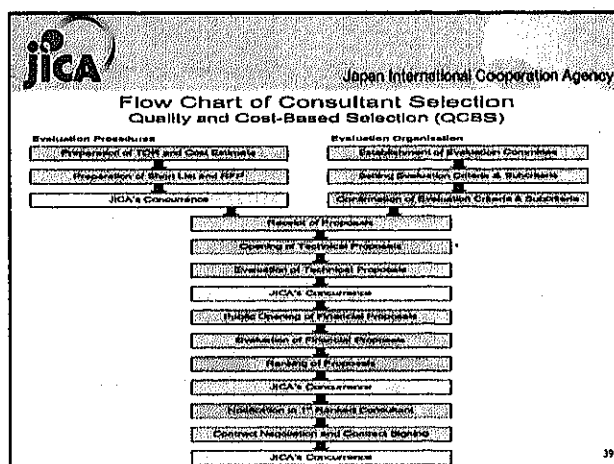 jICA
Japan International Cooperation Agency
Flow Chart of Consultant Selection
Quality and Cost-Based Selection (QCBS)
Evaluation Procedures
Preparation of TOR and Cost Estimate
Preparation of Short List and RFP
JICA's Concurrence
Evaluation Organisation
Establishment of Evaluation Committee
Setting Evaluation Criteria & Subcriteria
Confirmation of Evaluation Criteria & Subcriteria
Receipt of Proposals
Opening of Technical Proposals
Evaluation of Technical Proposals
JICA's Concurrence
Public Opening of Financial Proposals
Evaluation of Financial Proposals
Ranking of Proposals
JICA's Concurrence
Notification to 1st Ranked Consultant
Contract Negotiation and Contract Signing
JICA's Concurrence
39